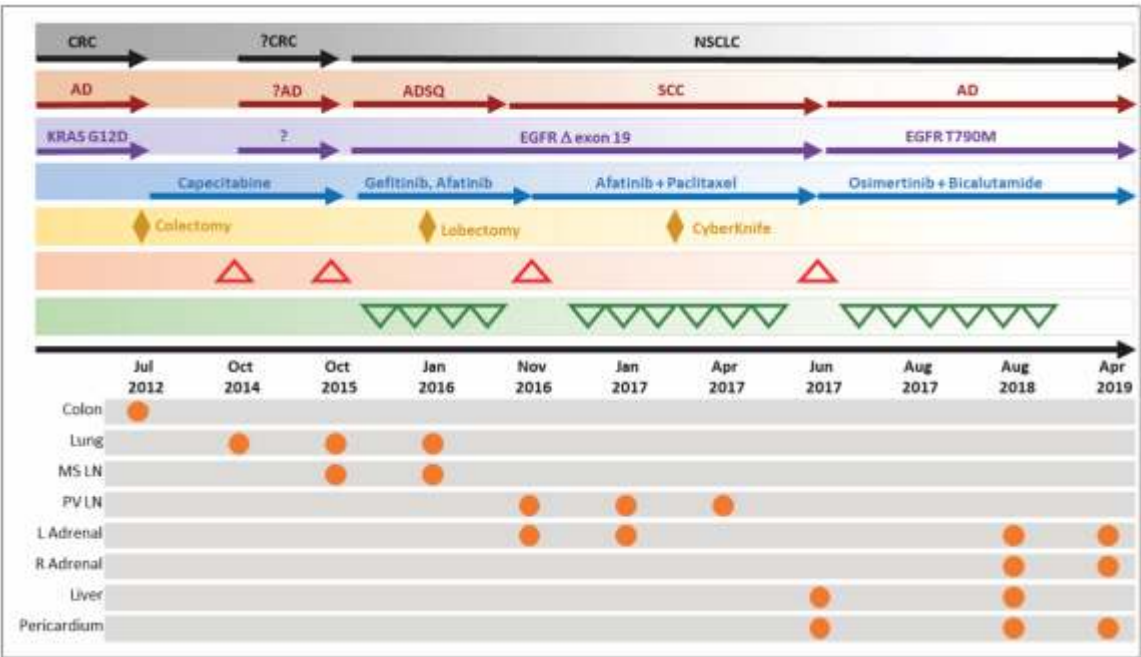 CRC ?CRC NSCLC
AD ?AD ADSQ SCC AD
KRAS G12D ? EGFR Δ exon 19 EGFR T790M
Capecitabine Gefitinib, Afatinib Afatinib + Paclitaxel Osimertinib + Bicalutamide
Colectomy Lobectomy CyberKnife
Jul Oct Oct Jan Nov Jan Apr Jun Aug Aug Apr
2012 2014 2015 2016 2016 2017 2017 2017 2017 2018 2019
Colon
Lung
MS LN
PV LN
L Adrenal
R Adrenal
Liver
Pericardium